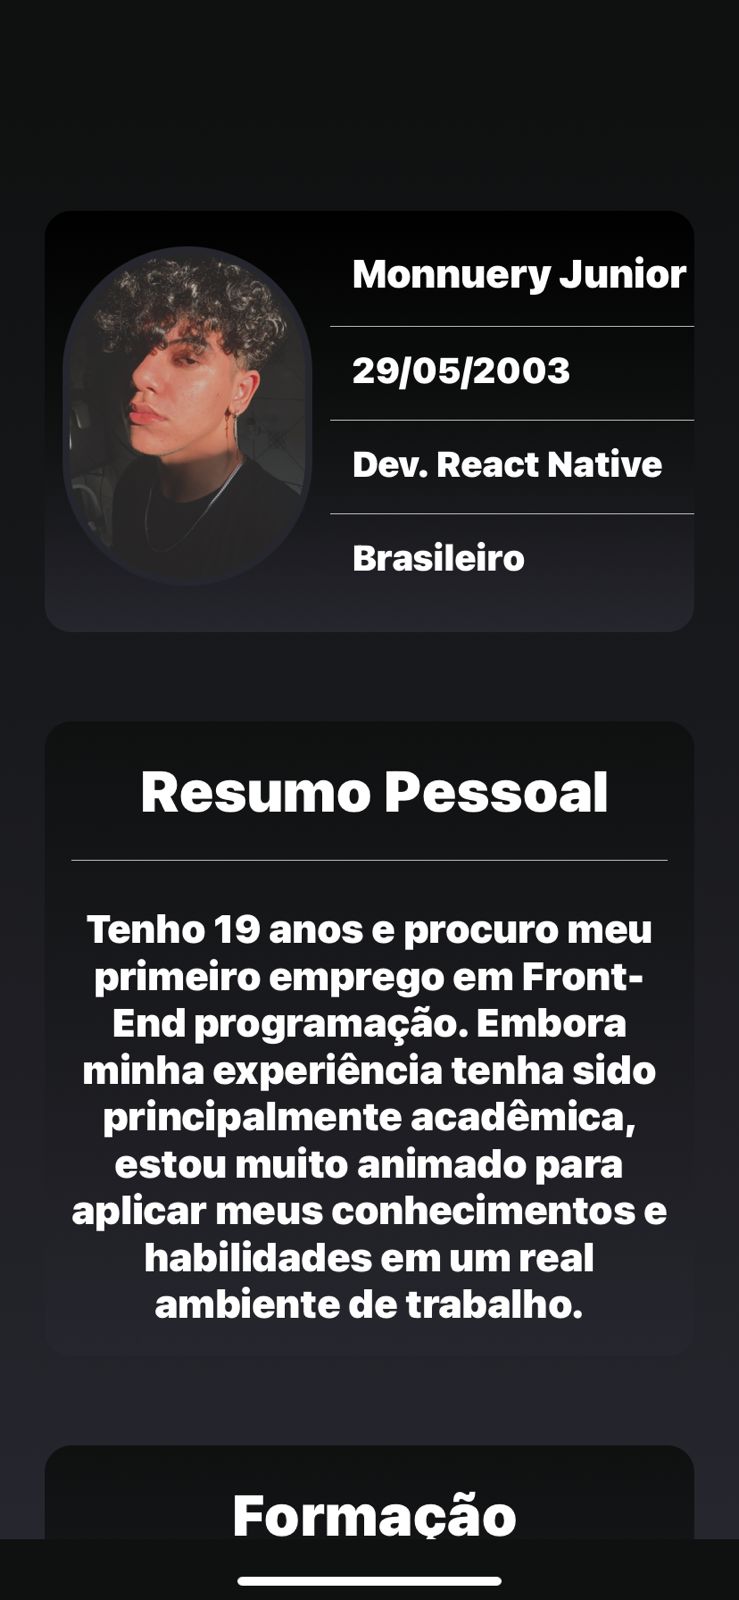 Monnuery Junior
29/05/2003
Dev. React Native
Brasileiro
Resumo Pessoal
Tenho 19 anos e procuro meu
primeiro emprego em Front-
End programação. Embora
minha experiência tenha sido
principalmente acadêmica,
estou muito animado para
aplicar meus conhecimentos e
habilidades em um real
ambiente de trabalho.
Formação